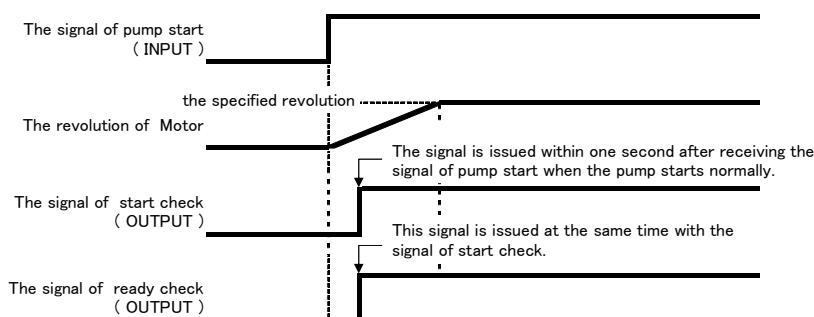 The signal of pump start
( INPUT )
the specified revolution
The revolution of Motor
The signal is issued within one second after receiving the
signal of pump start when the pump starts normally.
The signal of start check
( OUTPUT )
This signal is issued at the same time with the
signal of start check.
The signal of ready check
( OUTPUT )